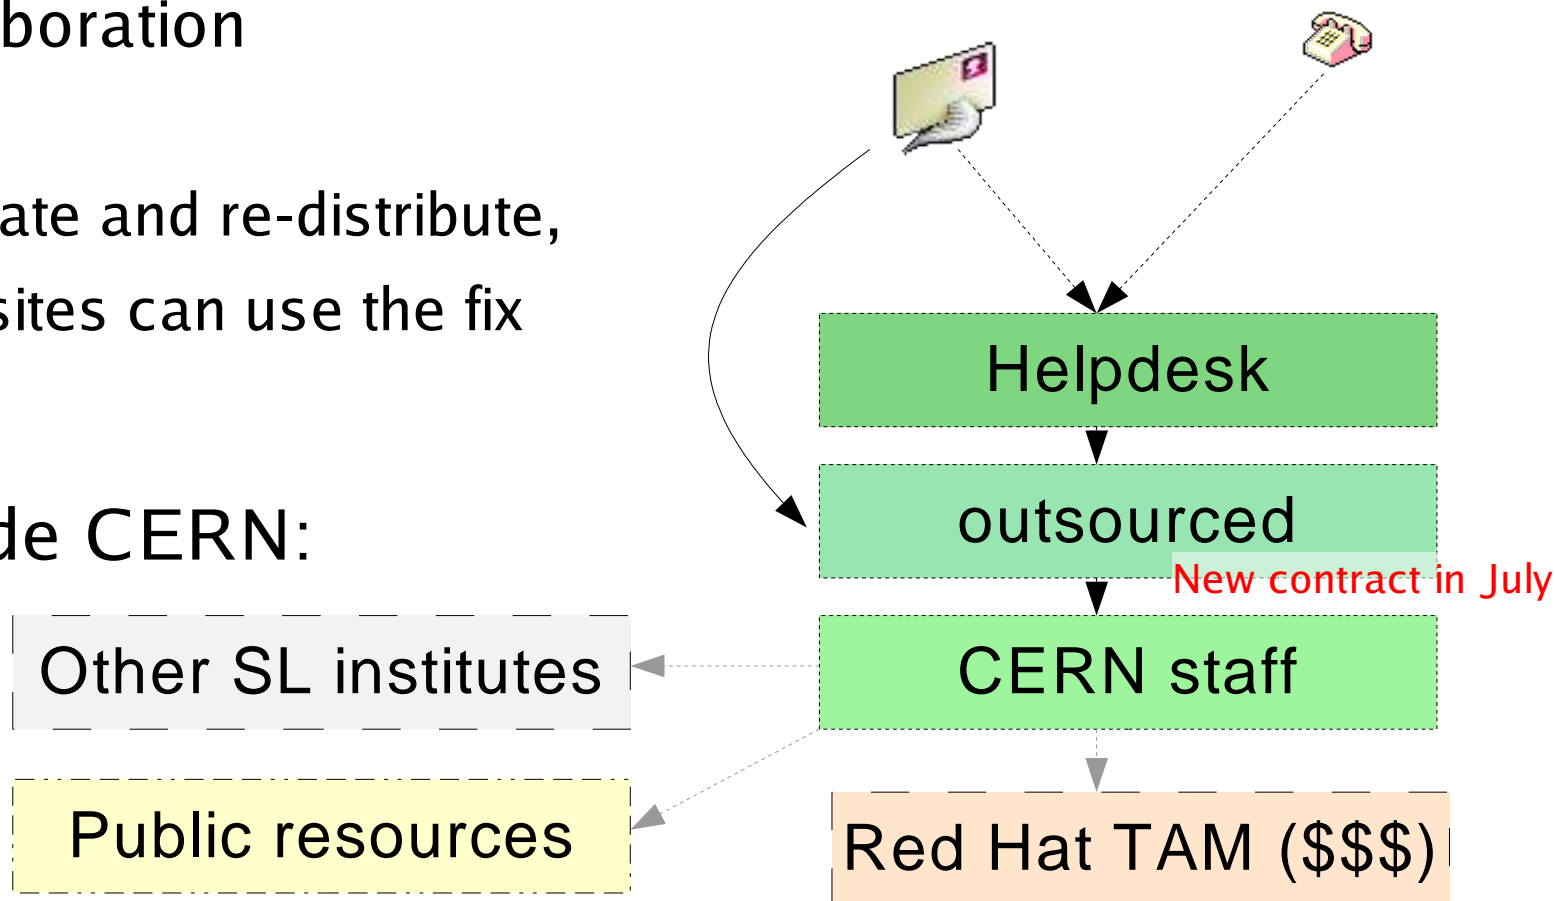 boration
ate and re-distribute,
sites can use the fix
Helpdesk
outsourced
de CERN:
New contract in July
Other SL institutes
CERN staff
Public resources
Red Hat TAM ($$$)